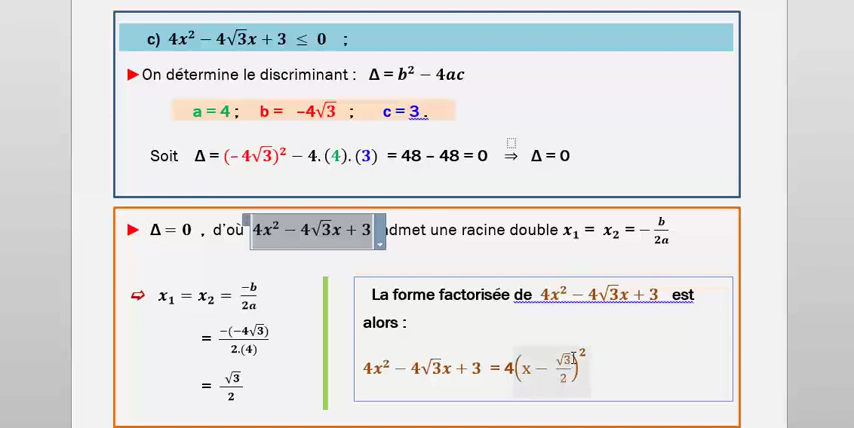 c) 4x² − 4√3x + 3 ≤ 0 ;
▶ On détermine le discriminant : Δ = b² − 4ac
a = 4 ; b = −4√3 ; c = 3 .
Soit Δ = (− 4√3)² − 4. (4). (3) = 48 − 48 = 0 ⇒ Δ = 0
▶ Δ = 0 , d'où 4x² − 4√3x + 3 admet une racine double x₁ = x₂ = − b/2a
⇨ x₁ = x₂ = −b/2a
= −(−4√3)/2.(4)
= √3/2
La forme factorisée de 4x² − 4√3x + 3 est
alors :
4x² − 4√3x + 3 = 4(x − √3/2)²